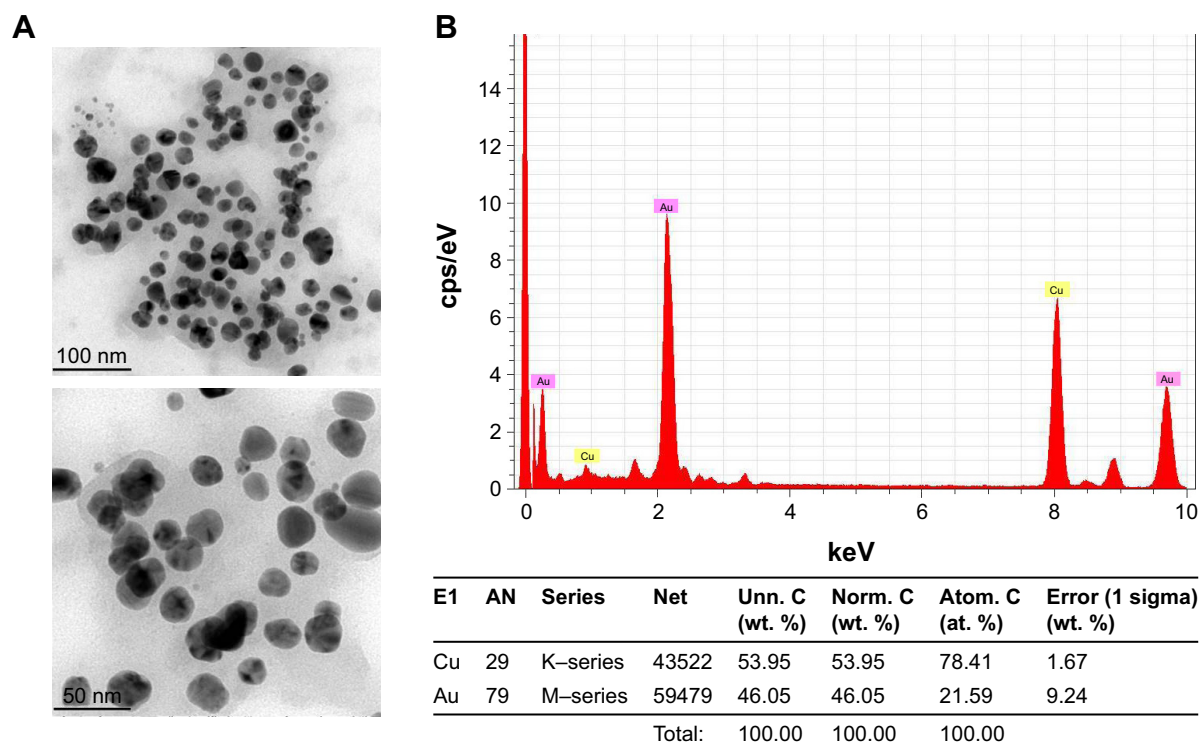 A
100 nm
50 nm
B
14
12
10
8
6
4
2
0
cps/eV
Au
Cu
Au
Cu
Au
0 2 4 6 8 10
keV
E1 AN Series Net Unn. C (wt. %) Norm. C (wt. %) Atom. C (at. %) Error (1 sigma) (wt. %)
Cu 29 K–series 43522 53.95 53.95 78.41 1.67
Au 79 M–series 59479 46.05 46.05 21.59 9.24
Total: 100.00 100.00 100.00